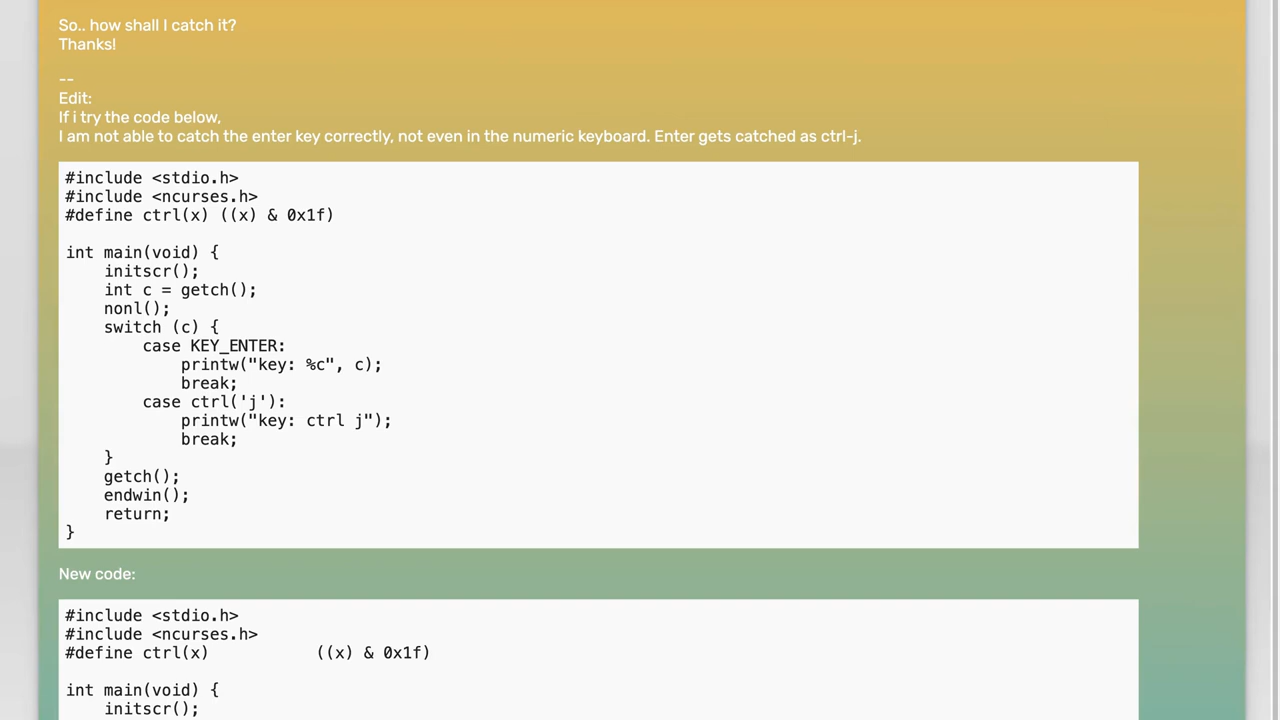 So.. how shall I catch it?
Thanks!
--
Edit:
If i try the code below,
I am not able to catch the enter key correctly, not even in the numeric keyboard. Enter gets catched as ctrl-j.
#include <stdio.h>
#include <ncurses.h>
#define ctrl(x) ((x) & 0x1f)
int main(void) {
    initscr();
    int c = getch();
    nonl();
    switch (c) {
        case KEY_ENTER:
            printw("key: %c", c);
            break;
        case ctrl('j'):
            printw("key: ctrl j");
            break;
    }
    getch();
    endwin();
    return;
}
New code:
#include <stdio.h>
#include <ncurses.h>
#define ctrl(x)           ((x) & 0x1f)
int main(void) {
    initscr();